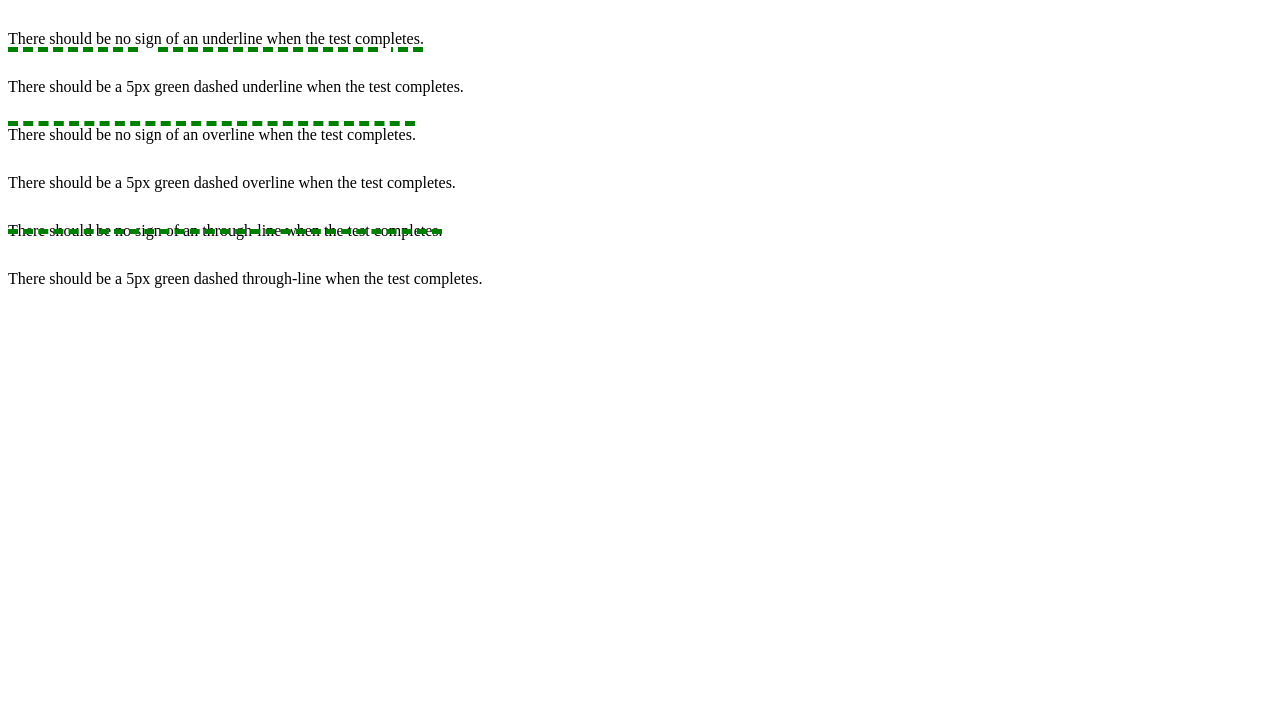 There should be no sign of an underline when the test completes.
There should be a 5px green dashed underline when the test completes.
There should be no sign of an overline when the test completes.
There should be a 5px green dashed overline when the test completes.
There should be no sign of an through-line when the test completes.
There should be a 5px green dashed through-line when the test completes.